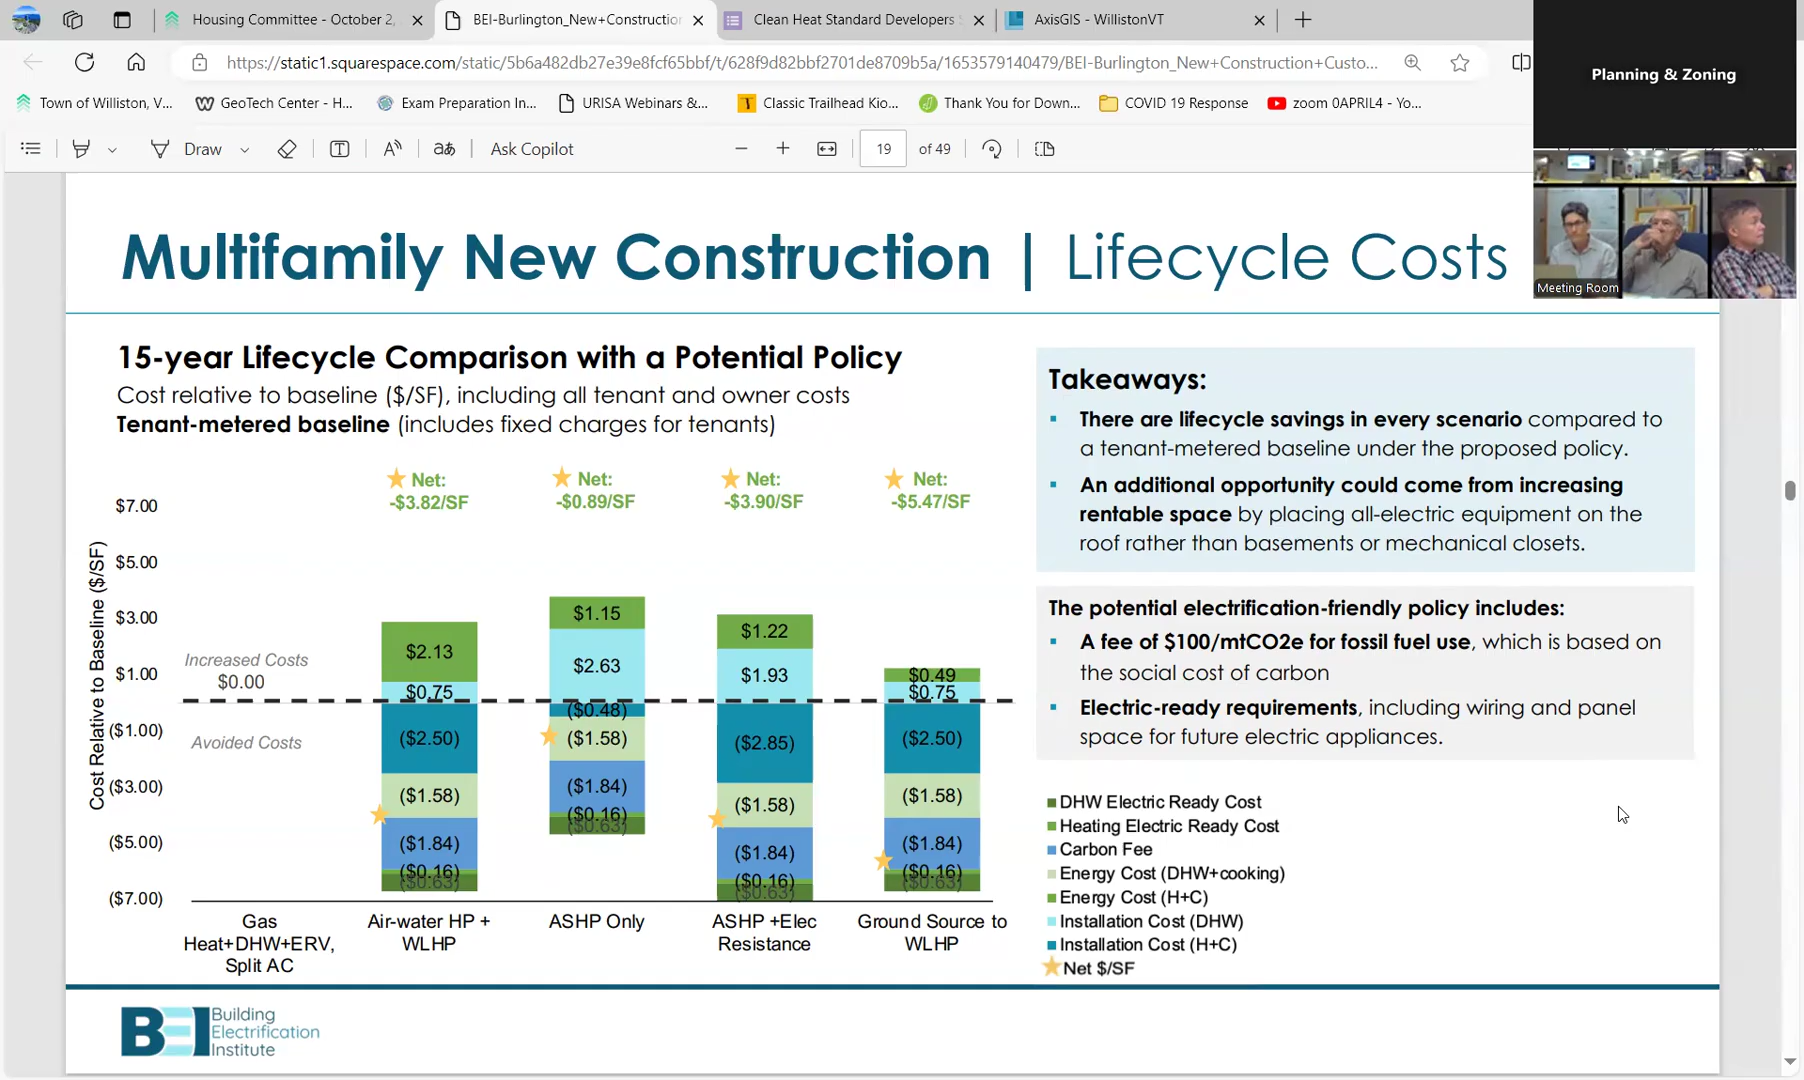 Housing Committee - October 2,
BEI-Burlington_New+Constructio
Clean Heat Standard Developers
AxisGIS - WillistonVT
https://static1.squarespace.com/static/5b6a482db27e39e8fcf65bbf/t/628f9d82bbf2701de8709b5a/1653579140479/BEI-Burlington_New+Construction+Custo...
Town of Williston, V...
GeoTech Center - H...
Exam Preparation In...
URISA Webinars &...
Classic Trailhead Kio...
Thank You for Down...
COVID 19 Response
zoom 0APRIL4 - Yo...
Draw
aあ
Ask Copilot
19
of 49
Planning & Zoning
Meeting Room
Multifamily New Construction | Lifecycle Costs
15-year Lifecycle Comparison with a Potential Policy
Cost relative to baseline ($/SF), including all tenant and owner costs
Tenant-metered baseline (includes fixed charges for tenants)
Net:
-$3.82/SF
Net:
-$0.89/SF
Net:
-$3.90/SF
Net:
-$5.47/SF
Cost Relative to Baseline ($/SF)
$7.00
$5.00
$3.00
$1.00
($1.00)
($3.00)
($5.00)
($7.00)
Increased Costs
$0.00
Avoided Costs
$2.13
$0.75
($2.50)
($1.58)
($1.84)
($0.16)
($0.63)
$1.15
$2.63
($0.48)
($1.58)
($1.84)
($0.16)
($0.63)
$1.22
$1.93
($2.85)
($1.58)
($1.84)
($0.16)
($0.63)
$0.49
$0.75
($2.50)
($1.58)
($1.84)
($0.16)
($0.63)
Gas
Heat+DHW+ERV,
Split AC
Air-water HP +
WLHP
ASHP Only
ASHP +Elec
Resistance
Ground Source to
WLHP
Takeaways:
There are lifecycle savings in every scenario compared to
a tenant-metered baseline under the proposed policy.
An additional opportunity could come from increasing
rentable space by placing all-electric equipment on the
roof rather than basements or mechanical closets.
The potential electrification-friendly policy includes:
A fee of $100/mtCO2e for fossil fuel use, which is based on
the social cost of carbon
Electric-ready requirements, including wiring and panel
space for future electric appliances.
DHW Electric Ready Cost
Heating Electric Ready Cost
Carbon Fee
Energy Cost (DHW+cooking)
Energy Cost (H+C)
Installation Cost (DHW)
Installation Cost (H+C)
Net $/SF
BEI
Building
Electrification
Institute